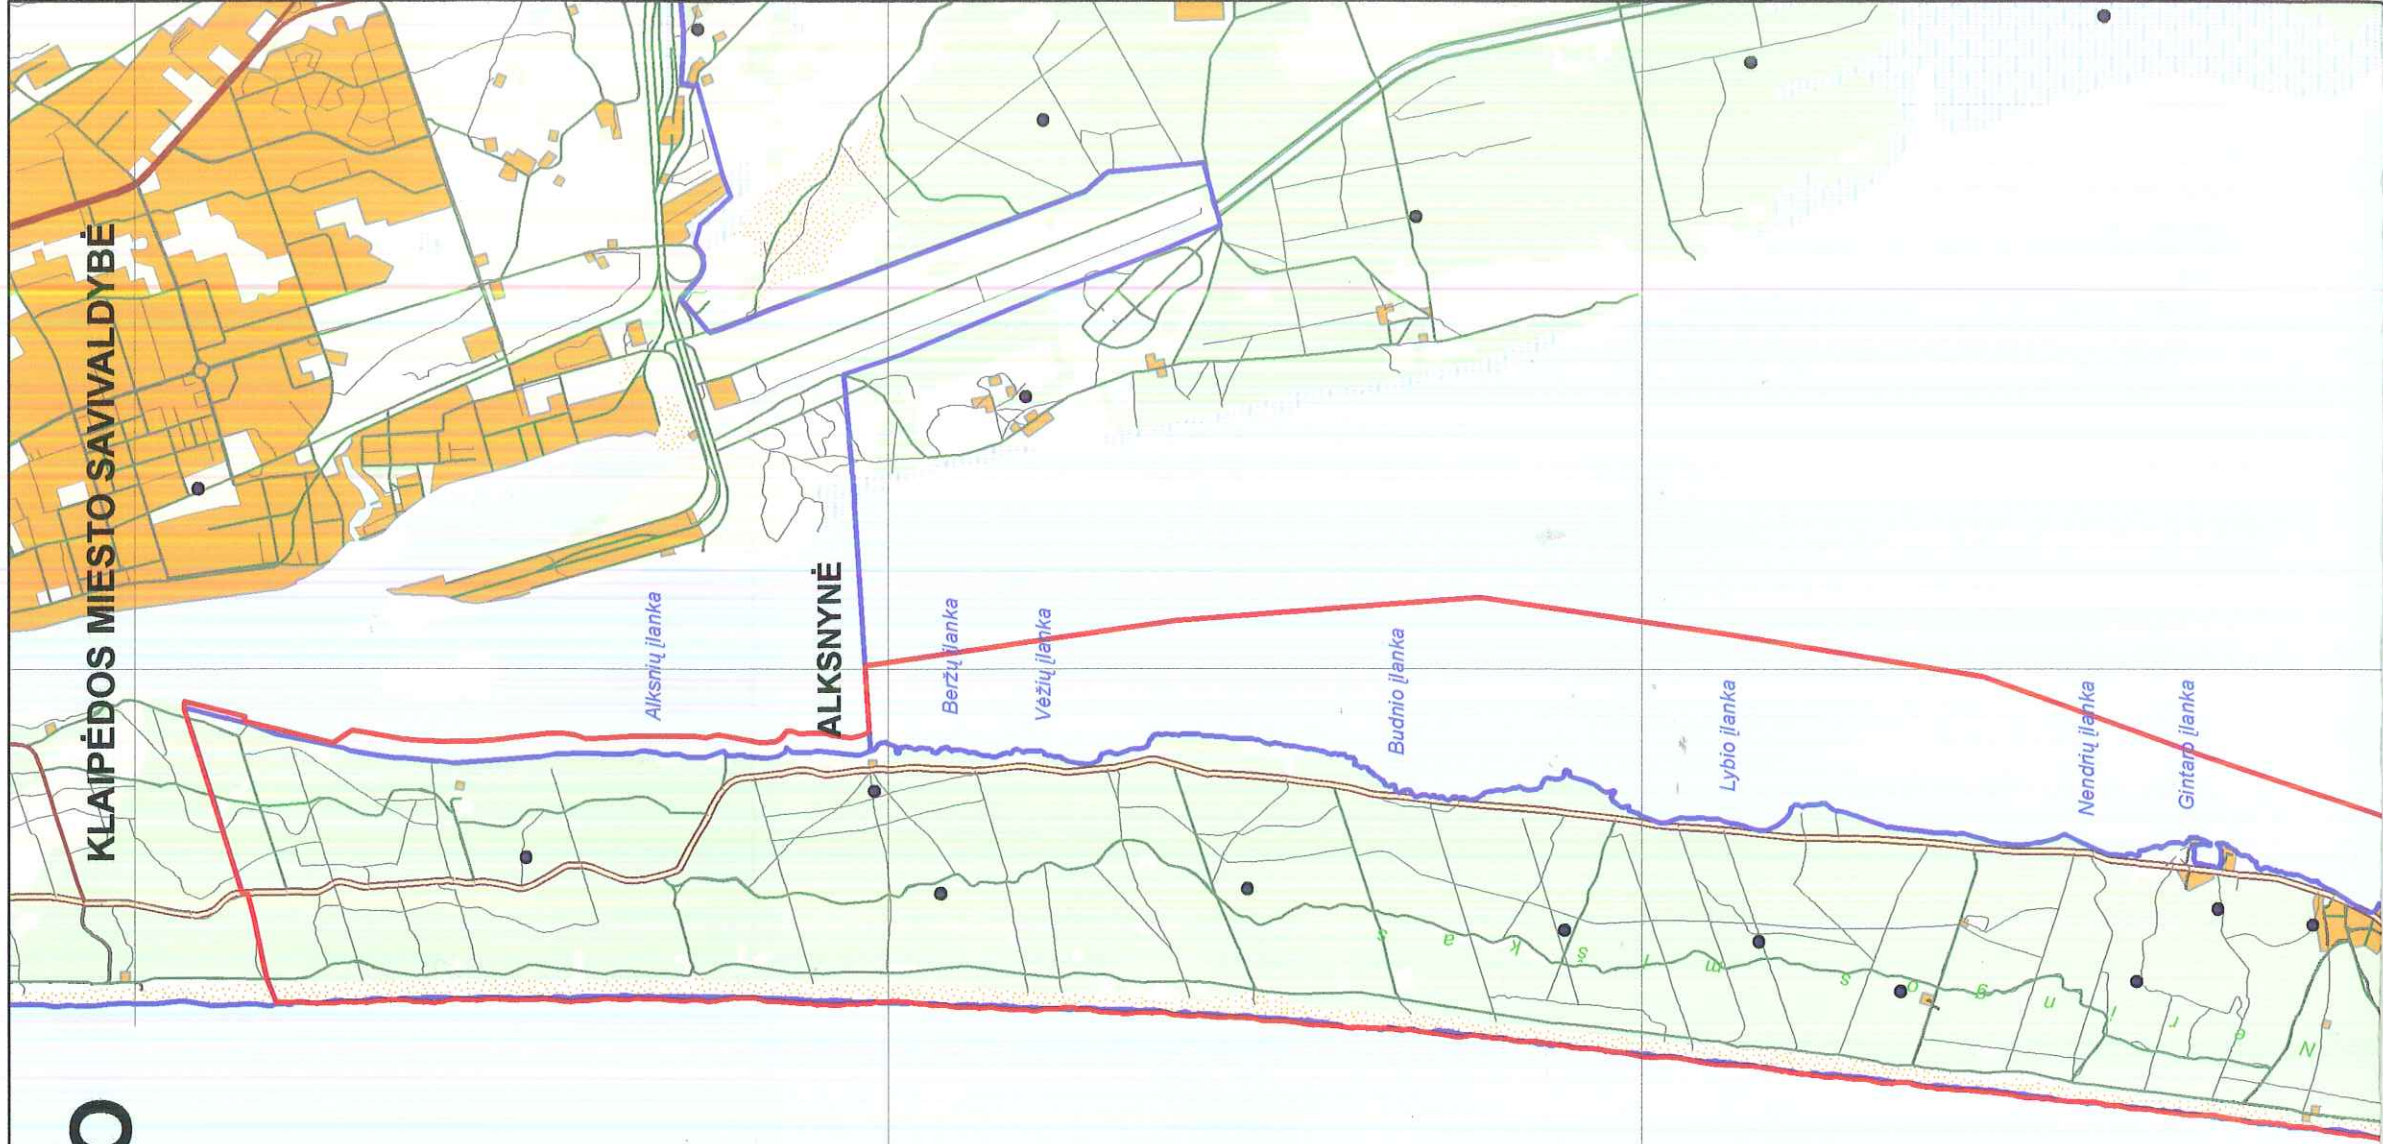 KLAIPĖDOS MIESTO SAVIVALDYBĖ
O
Alksnių įlanka
ALKSNYNĖ
Beržų įlanka
Vėžių įlanka
Budnio įlanka
Lybio įlanka
Nendrių įlanka
Gintaro įlanka
Neringos miškas